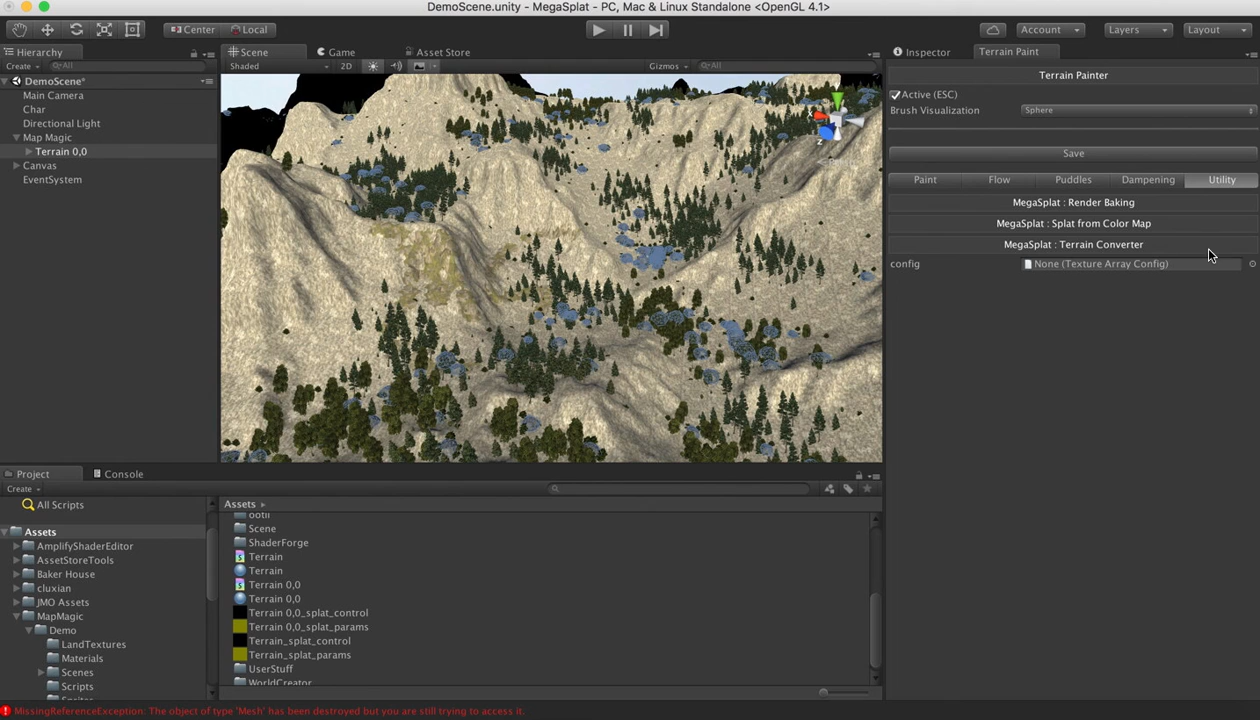 DemoScene.unity - MegaSplat - PC, Mac & Linux Standalone <OpenGL 4.1>
Center Local Account Layers Layout
Hierarchy
Create All
DemoScene*
Main Camera
Char
Directional Light
Map Magic
Terrain 0,0
Canvas
EventSystem
Scene Game Asset Store
Shaded 2D Gizmos All
X
Z
Inspector Terrain Paint
Terrain Painter
Active (ESC)
Brush Visualization Sphere
Save
Paint Flow Puddles Dampening Utility
MegaSplat : Render Baking
MegaSplat : Splat from Color Map
MegaSplat : Terrain Converter
config None (Texture Array Config)
Project Console
Create
All Scripts
Assets
AmplifyShaderEditor
AssetStoreTools
Baker House
cluxian
JMO Assets
MapMagic
Demo
LandTextures
Materials
Scenes
Scripts
Assets
ootii
Scene
ShaderForge
Terrain
Terrain
Terrain 0,0
Terrain 0,0
Terrain 0,0_splat_control
Terrain 0,0_splat_params
Terrain_splat_control
Terrain_splat_params
UserStuff
WorldCreator
MissingReferenceException: The object of type 'Mesh' has been destroyed but you are still trying to access it.